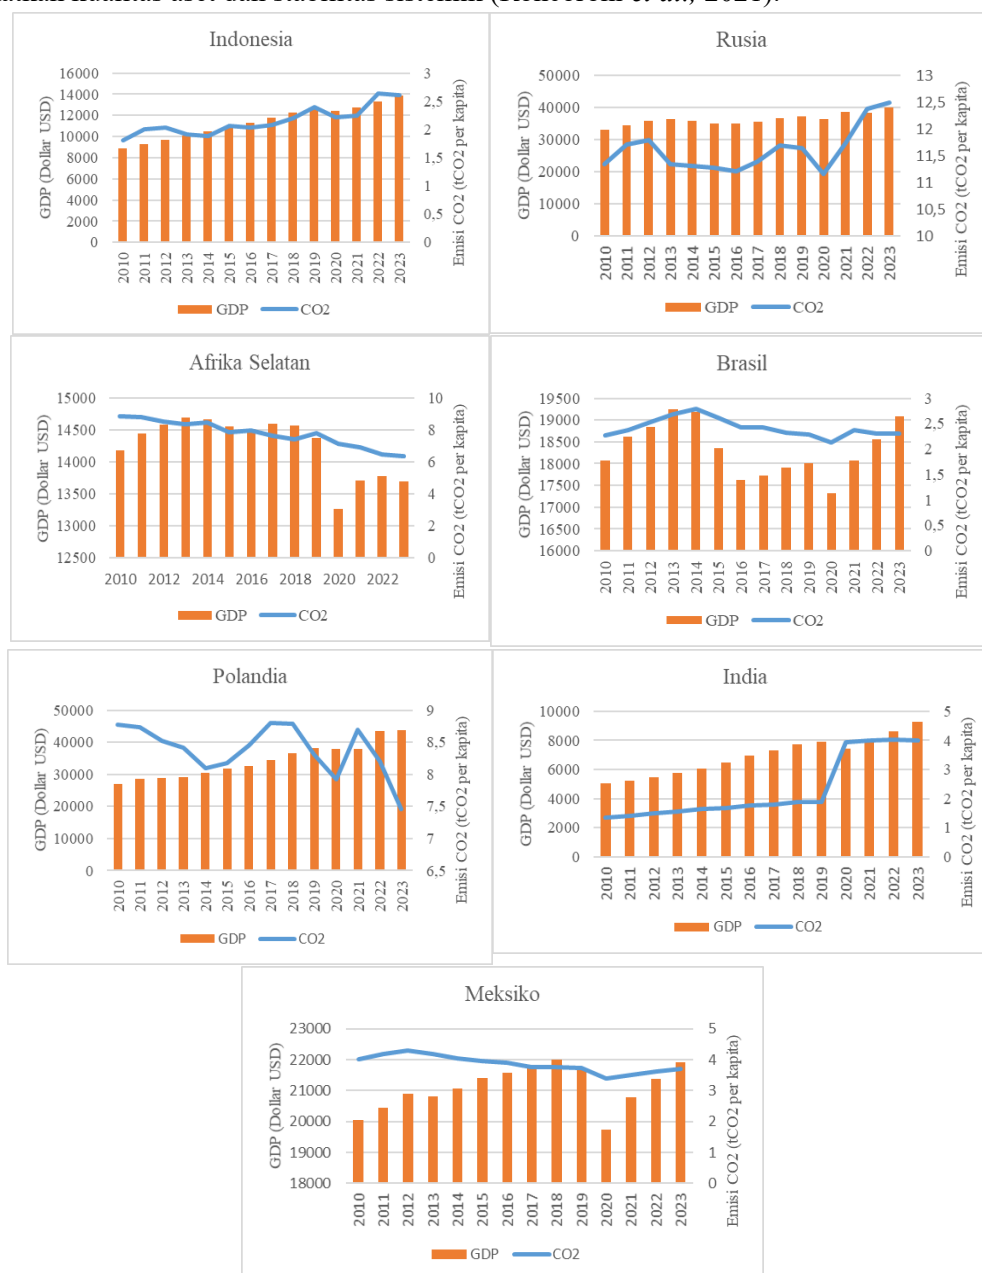 kualitas aset dan stabilitas sistemik (Roncoroni et al., 2021).
Indonesia
GDP (Dollar USD)
16000
14000
12000
10000
8000
6000
4000
2000
0
3
2,5
2
1,5
1
0,5
0
Emisi CO2 (tCO2 per kapita)
2010 2011 2012 2013 2014 2015 2016 2017 2018 2019 2020 2021 2022 2023
GDP CO2
Rusia
GDP (Dollar USD)
50000
40000
30000
20000
10000
0
13
12,5
12
11,5
11
10,5
10
Emisi CO2 (tCO2 per kapita)
2010 2011 2012 2013 2014 2015 2016 2017 2018 2019 2020 2021 2022 2023
GDP CO2
Afrika Selatan
GDP (Dollar USD)
15000
14500
14000
13500
13000
12500
10
8
6
4
2
0
Emisi CO2 (tCO2 per kapita)
2010 2012 2014 2016 2018 2020 2022
GDP CO2
Brasil
GDP (Dollar USD)
19500
19000
18500
18000
17500
17000
16500
16000
3
2,5
2
1,5
1
0,5
0
Emisi CO2 (tCO2 per kapita)
2010 2011 2012 2013 2014 2015 2016 2017 2018 2019 2020 2021 2022 2023
GDP CO2
Polandia
GDP (Dollar USD)
50000
40000
30000
20000
10000
0
9
8,5
8
7,5
7
6,5
Emisi CO2 (tCO2 per kapita)
2010 2011 2012 2013 2014 2015 2016 2017 2018 2019 2020 2021 2022 2023
GDP CO2
India
GDP (Dollar USD)
10000
8000
6000
4000
2000
0
5
4
3
2
1
0
Emisi CO2 (tCO2 per kapita)
2010 2011 2012 2013 2014 2015 2016 2017 2018 2019 2020 2021 2022 2023
GDP CO2
Meksiko
GDP (Dollar USD)
23000
22000
21000
20000
19000
18000
5
4
3
2
1
0
Emisi CO2 (tCO2 per kapita)
2010 2011 2012 2013 2014 2015 2016 2017 2018 2019 2020 2021 2022 2023
GDP CO2